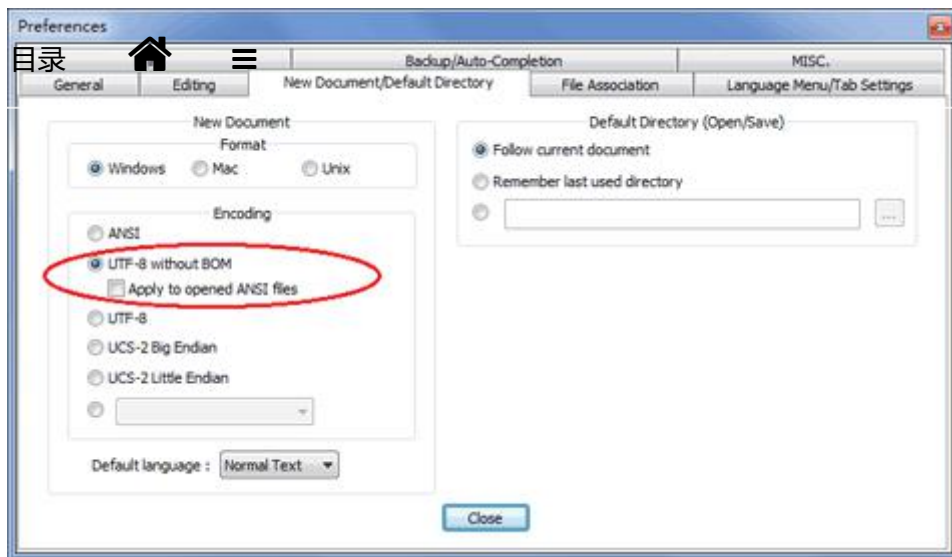 Preferences
目录
Backup/Auto-Completion
MISC.
General
Editing
New Document/Default Directory
File Association
Language Menu/Tab Settings
New Document
Format
Windows
Mac
Unix
Encoding
ANSI
UTF-8 without BOM
Apply to opened ANSI files
UTF-8
UCS-2 Big Endian
UCS-2 Little Endian
Default language :
Normal Text
Default Directory (Open/Save)
Follow current document
Remember last used directory
...
Close